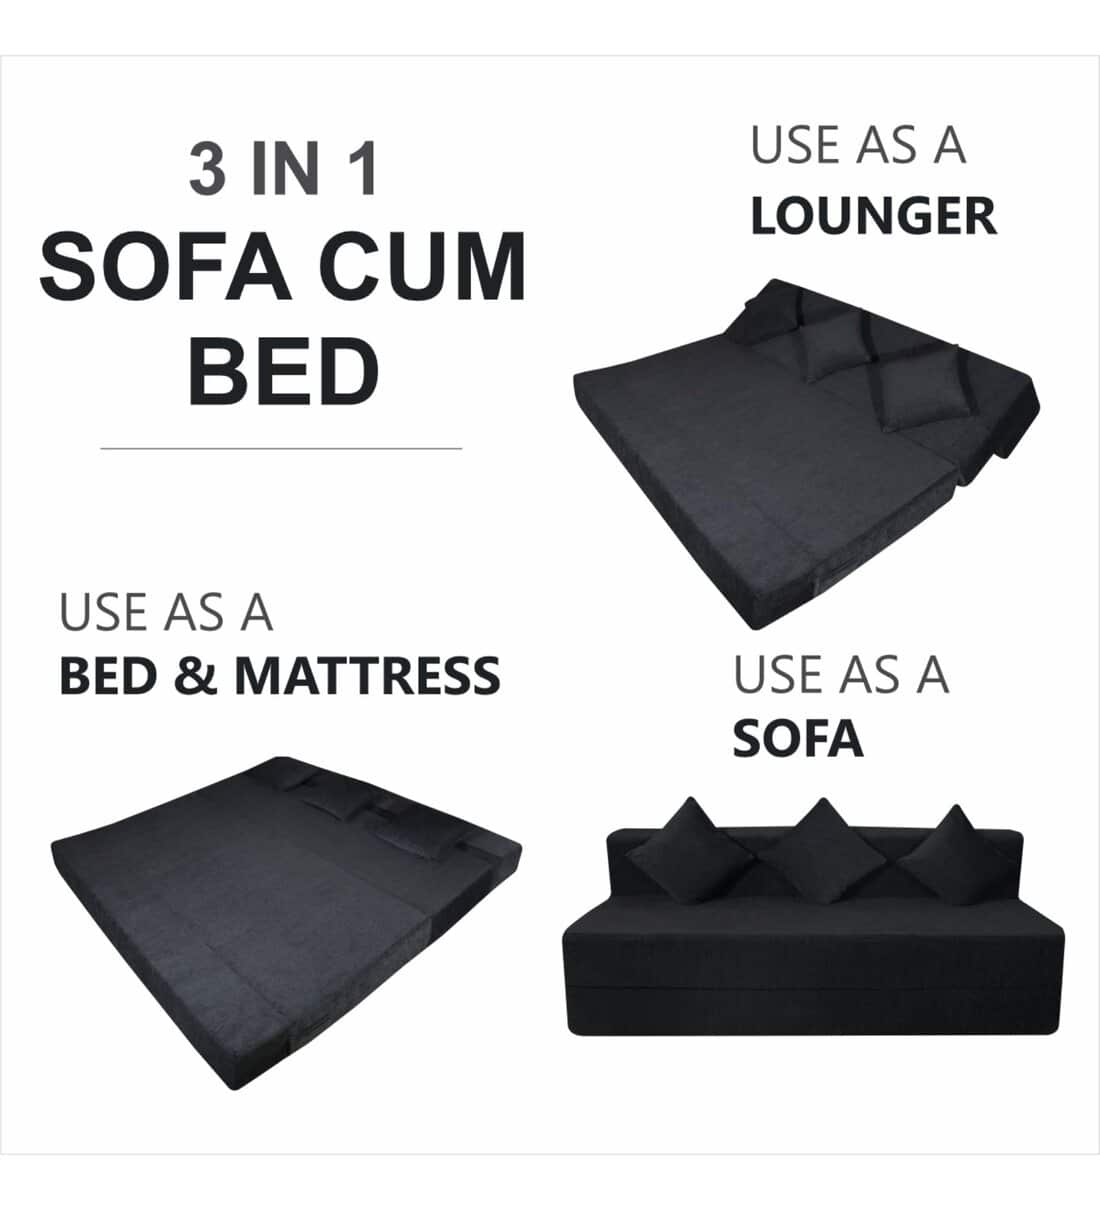 3 IN 1
SOFA CUM
BED
USE AS A
LOUNGER
USE AS A
BED & MATTRESS
USE AS A
SOFA